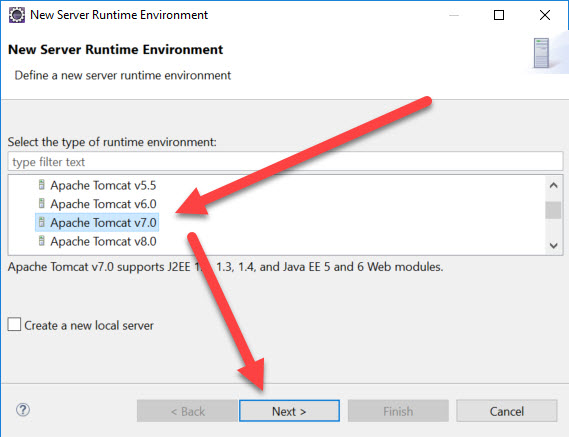 New Server Runtime Environment
New Server Runtime Environment
Define a new server runtime environment
Select the type of runtime environment:
type filter text
Apache Tomcat v5.5
Apache Tomcat v6.0
Apache Tomcat v7.0
Apache Tomcat v8.0
Apache Tomcat v7.0 supports J2EE 1.3, 1.4, and Java EE 5 and 6 Web modules.
Create a new local server
?
< Back
Next >
Finish
Cancel